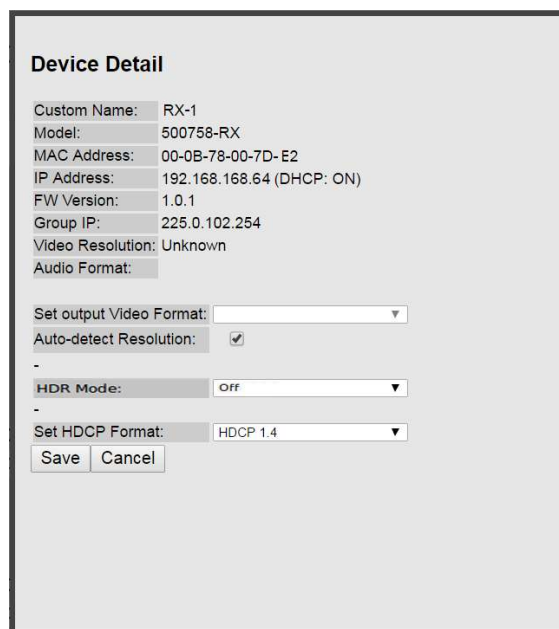 Device Detail
Custom Name: RX-1
Model: 500758-RX
MAC Address: 00-0B-78-00-7D-E2
IP Address: 192.168.168.64 (DHCP: ON)
FW Version: 1.0.1
Group IP: 225.0.102.254
Video Resolution: Unknown
Audio Format:
Set output Video Format:
Auto-detect Resolution:
-
HDR Mode: Off
-
Set HDCP Format: HDCP 1.4
Save Cancel